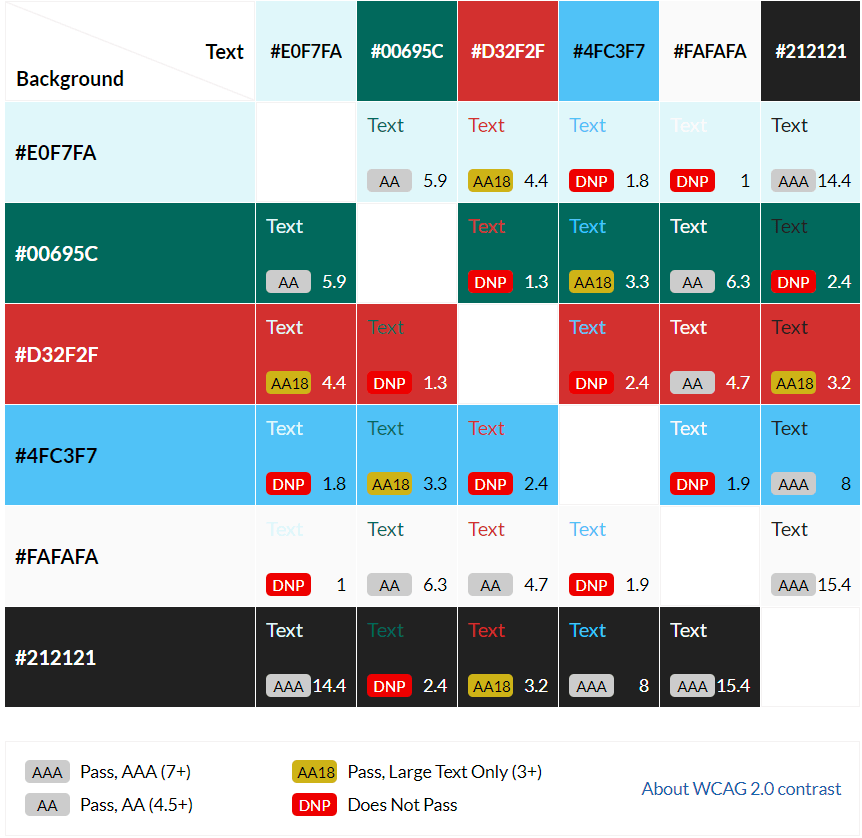 Text #E0F7FA #00695C #D32F2F #4FC3F7 #FAFAFA #212121
Background
#E0F7FA
Text Text Text Text Text
AA 5.9 AA18 4.4 DNP 1.8 DNP 1 AAA 14.4
#00695C
Text Text Text Text Text
AA 5.9 DNP 1.3 AA18 3.3 AA 6.3 DNP 2.4
#D32F2F
Text Text Text Text Text
AA18 4.4 DNP 1.3 DNP 2.4 AA 4.7 AA18 3.2
#4FC3F7
Text Text Text Text Text
DNP 1.8 AA18 3.3 DNP 2.4 DNP 1.9 AAA 8
#FAFAFA
Text Text Text Text Text
DNP 1 AA 6.3 AA 4.7 DNP 1.9 AAA 15.4
#212121
Text Text Text Text Text
AAA 14.4 DNP 2.4 AA18 3.2 AAA 8 AAA 15.4
AAA Pass, AAA (7+) AA18 Pass, Large Text Only (3+)
About WCAG 2.0 contrast
AA Pass, AA (4.5+) DNP Does Not Pass